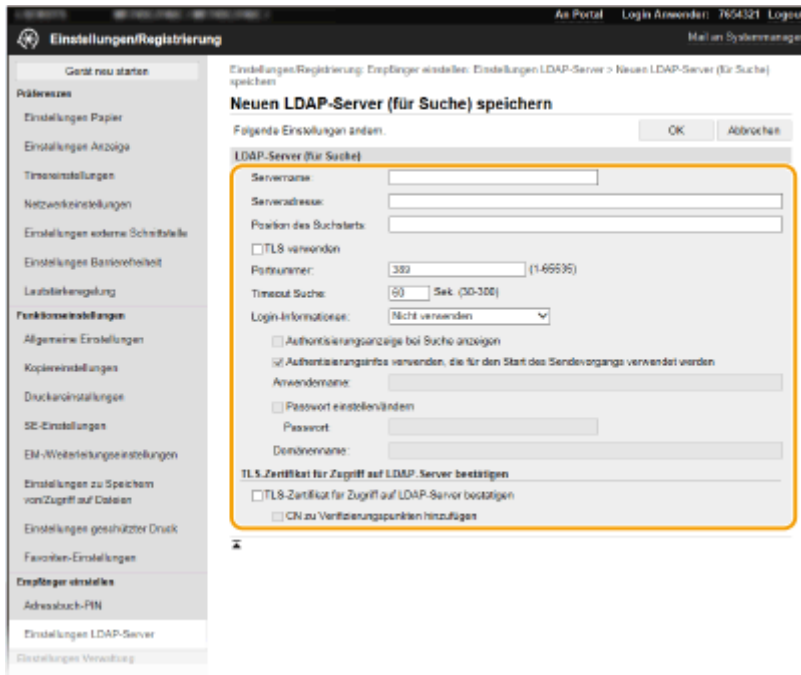 An Portal Login Anwender: 7654321 Logou
Einstellungen/Registrierung
Mail an Systemmanage
Gerät neu starten
Präferenzen
Einstellungen Papier
Einstellungen Anzeige
Timereinstellungen
Netzwerkeinstellungen
Einstellungen externe Schnittstelle
Einstellungen Barrierefreiheit
Lautstärkeregelung
Funktionseinstellungen
Allgemeine Einstellungen
Kopiereinstellungen
Druckereinstallungen
SE-Einstellungen
EM-/Weiterleitungseinstellungen
Einstellungen zu Speichern
von/Zugriff auf Dateien
Einstellungen geschützter Druck
Favoriten-Einstellungen
Empfänger einstellen
Adressbuch-PIN
Einstellungen LDAP-Server
Einstellungen Verwaltung
Einstellungen/Registrierung: Empfänger einstellen: Einstellungen LDAP-Server > Neuen LDAP-Server (für Suche)
speichern
Neuen LDAP-Server (für Suche) speichern
Folgende Einstellungen ändern.
OK
Abbrechen
LDAP-Server (für Suche)
Servername:
Serveradresse:
Position des Suchstarts:
TLS verwenden
Portnummer: 389 (1-65535)
Timeout Suche: 60 Sek. (30-300)
Login-Informationen: Nicht verwenden
Authentisierungsanzeige bei Suche anzeigen
Authentisierungsinfos verwenden, die für den Start des Sendevorgangs verwendet werden
Anwendername:
Passwort einstellen/ändern
Passwort:
Domänenname:
TLS-Zertifikat für Zugriff auf LDAP-Server bestätigen
TLS-Zertifikat für Zugriff auf LDAP-Server bestätigen
CN zu Verifizierungspunkten hinzufügen